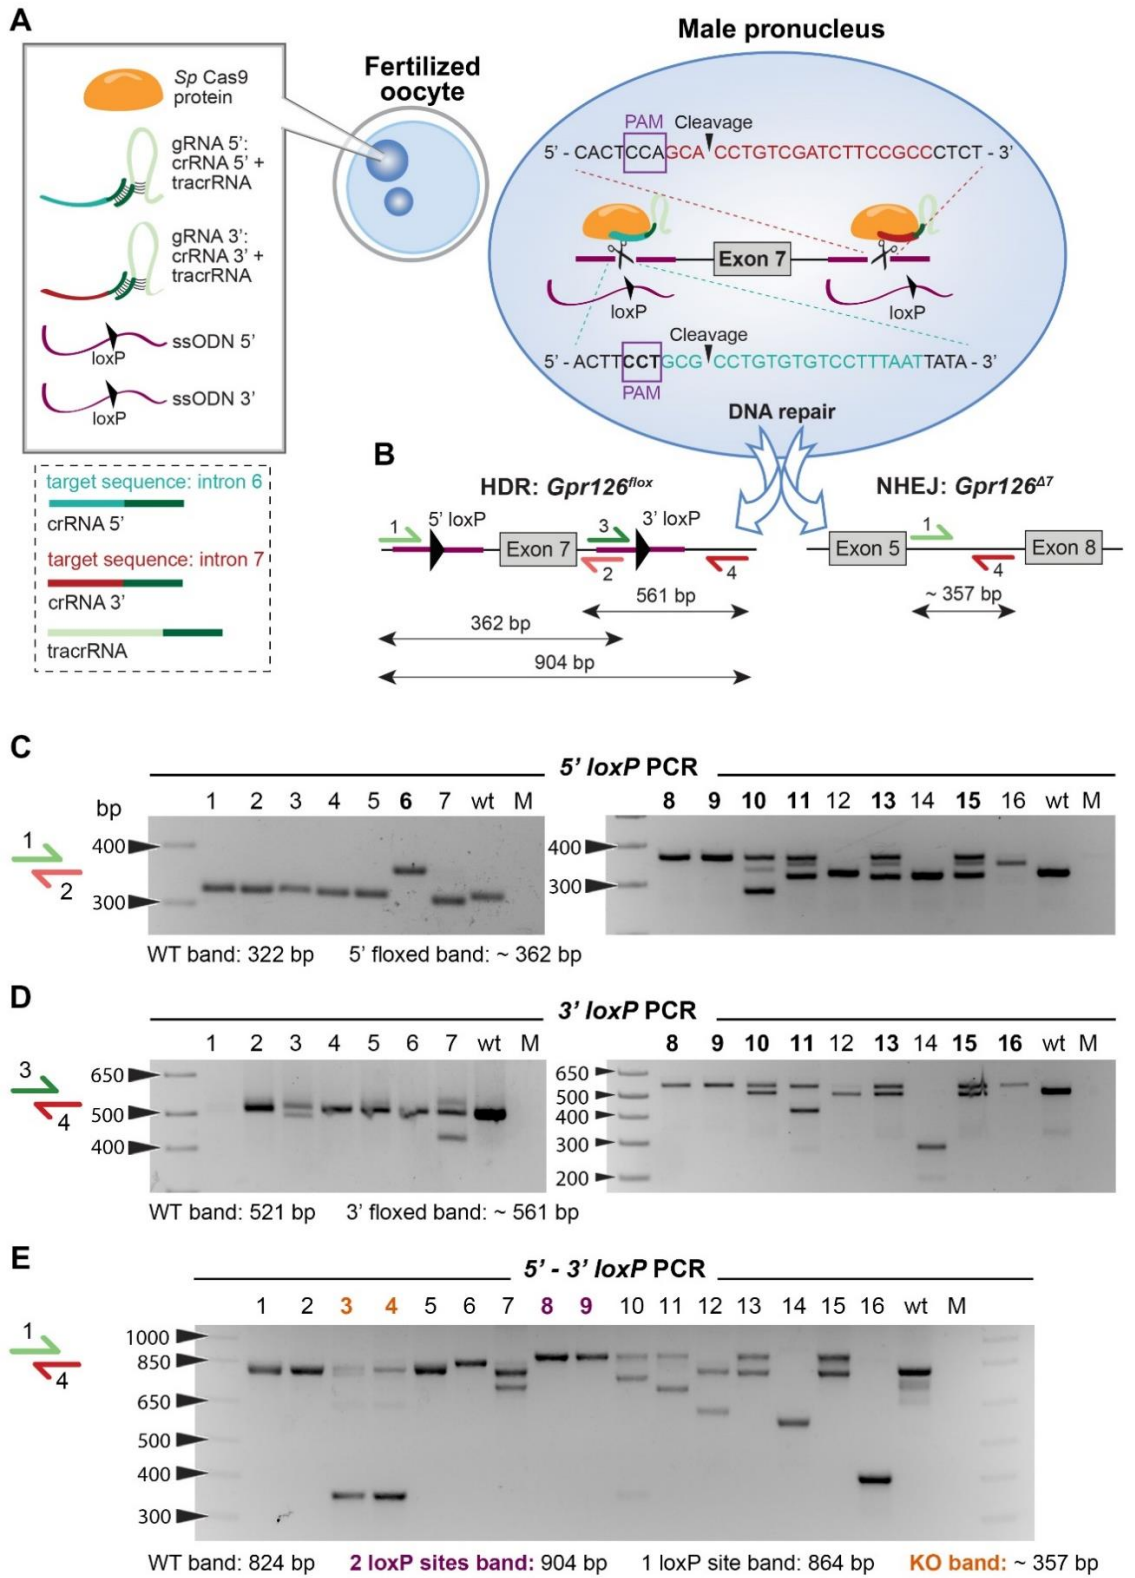 A
Male pronucleus
Sp Cas9
protein
Fertilized
oocyte
gRNA 5':
crRNA 5' +
tracrRNA
gRNA 3':
crRNA 3' +
tracrRNA
ssODN 5'
loxP
ssODN 3'
loxP
PAM
Cleavage
5' - CACTCCAGCA CCTGTCGATCTTCCGCCCTCT - 3'
Exon 7
loxP
loxP
Cleavage
5' - ACTTCCTGCG CCTGTGTGTCCTTTAATTATA - 3'
PAM
DNA repair
target sequence: intron 6
crRNA 5'
target sequence: intron 7
crRNA 3'
tracrRNA
B
HDR: Gpr126flox
NHEJ: Gpr126Δ7
1 5' loxP 3 3' loxP
Exon 7
2 4
561 bp
362 bp
904 bp
1
Exon 5 Exon 8
4
~ 357 bp
C
5' loxP PCR
bp 1 2 3 4 5 6 7 wt M
8 9 10 11 12 13 14 15 16 wt M
1
2
400
300
400
300
WT band: 322 bp 5' floxed band: ~ 362 bp
D
3' loxP PCR
1 2 3 4 5 6 7 wt M
8 9 10 11 12 13 14 15 16 wt M
3
4
650
500
400
650
500
400
300
200
WT band: 521 bp 3' floxed band: ~ 561 bp
E
5' - 3' loxP PCR
1 2 3 4 5 6 7 8 9 10 11 12 13 14 15 16 wt M
1
4
1000
850
650
500
400
300
WT band: 824 bp 2 loxP sites band: 904 bp 1 loxP site band: 864 bp KO band: ~ 357 bp